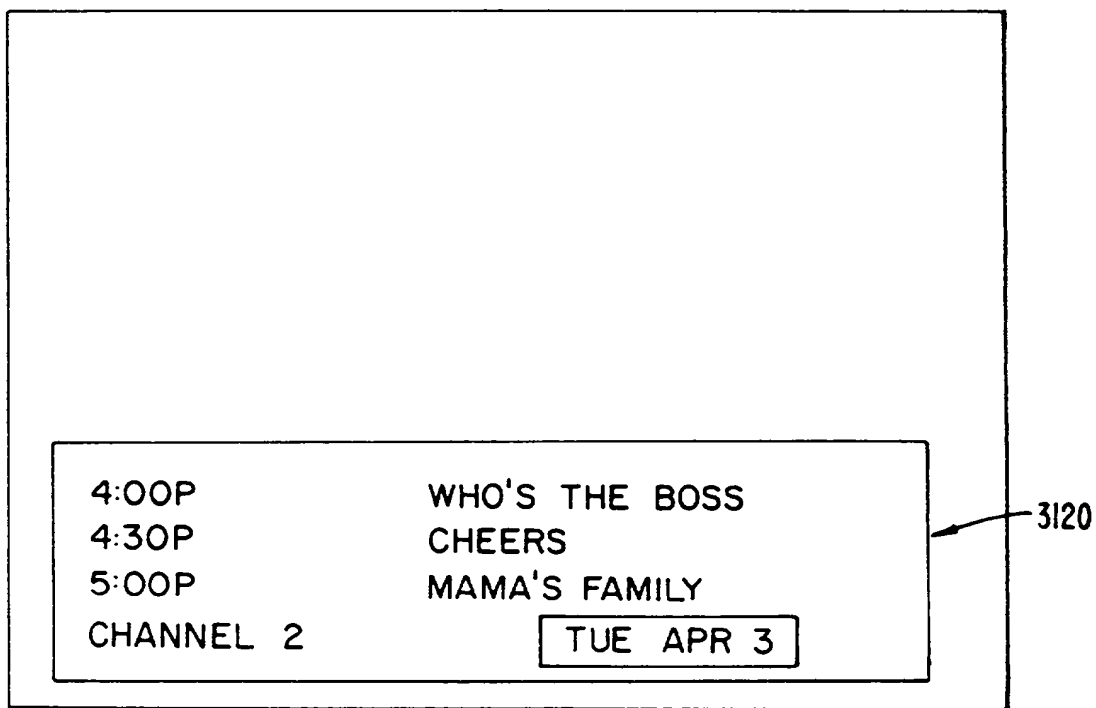 4:00P WHO'S THE BOSS
4:30P CHEERS
5:00P MAMA'S FAMILY
CHANNEL 2 TUE APR 3
3120